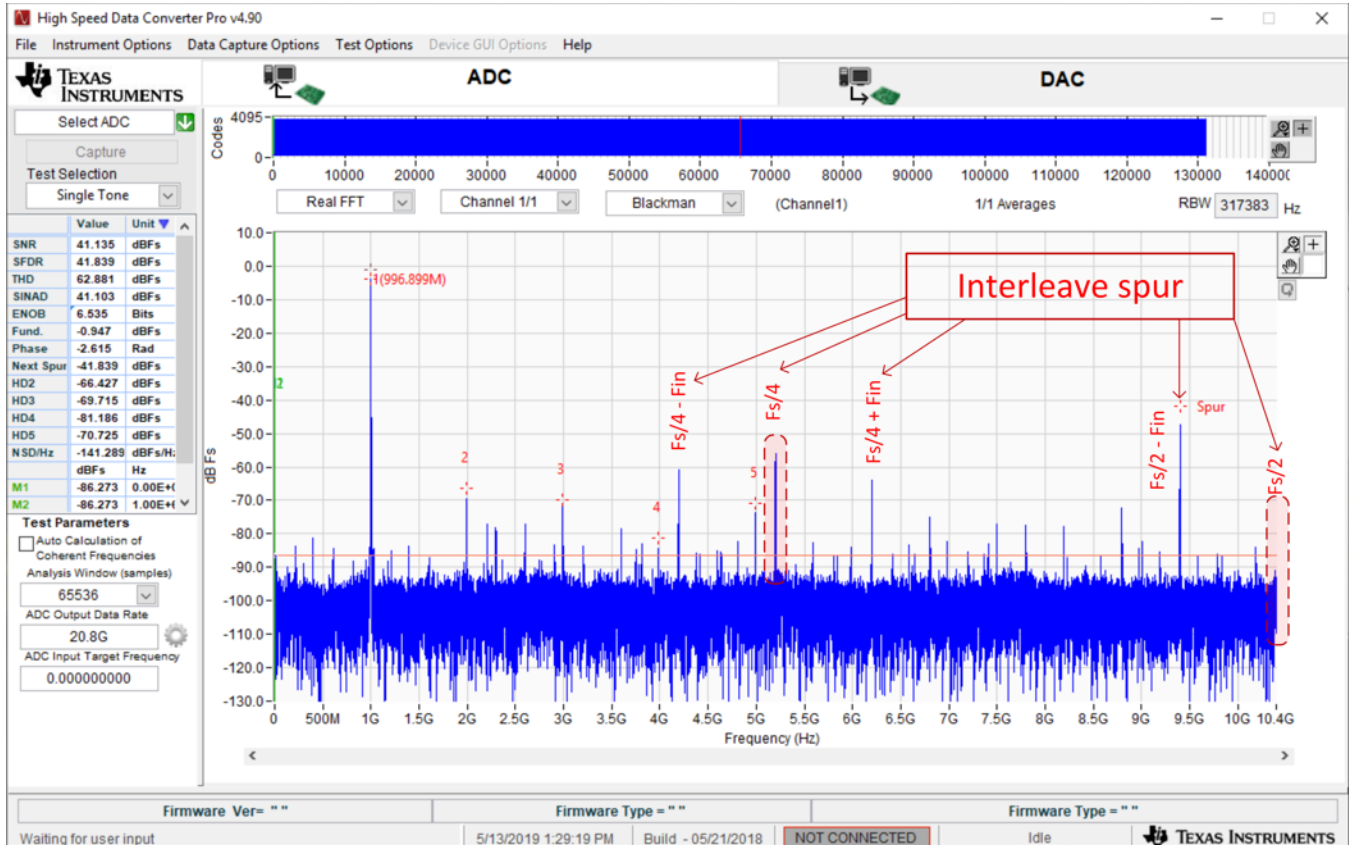 High Speed Data Converter Pro v4.90
File Instrument Options Data Capture Options Test Options Device GUI Options Help
TEXAS
INSTRUMENTS
ADC
DAC
Select ADC
Capture
Test Selection
Single Tone
Value Unit
SNR 41.135 dBFs
SFDR 41.839 dBFs
THD 62.881 dBFs
SINAD 41.103 dBFs
ENOB 6.535 Bits
Fund. -0.947 dBFs
Phase -2.615 Rad
Next Spur -41.839 dBFs
HD2 -66.427 dBFs
HD3 -69.715 dBFs
HD4 -81.186 dBFs
HD5 -70.725 dBFs
NSD/Hz -141.289 dBFs/Hz
dBFs Hz
M1 -86.273 0.00E+(
M2 -86.273 1.00E+(
Test Parameters
Auto Calculation of
Coherent Frequencies
Analysis Window (samples)
65536
ADC Output Data Rate
20.8G
ADC Input Target Frequency
0.000000000
Codes
4095
0
0 10000 20000 30000 40000 50000 60000 70000 80000 90000 100000 110000 120000 130000 140000
Real FFT Channel 1/1 Blackman (Channel1) 1/1 Averages RBW 317383 Hz
dB Fs
10.0
0.0
-10.0
-20.0
-30.0
-40.0
-50.0
-60.0
-70.0
-80.0
-90.0
-100.0
-110.0
-120.0
-130.0
1(996.899M)
Interleave spur
2
2
3
4
5
Fs/4 - Fin
Fs/4
Fs/4 + Fin
Fs/2 - Fin
Spur
Fs/2
0 500M 1G 1.5G 2G 2.5G 3G 3.5G 4G 4.5G 5G 5.5G 6G 6.5G 7G 7.5G 8G 8.5G 9G 9.5G 10G 10.4G
Frequency (Hz)
Firmware Ver= " " Firmware Type = " " Firmware Type = " "
Waiting for user input 5/13/2019 1:29:19 PM Build - 05/21/2018 NOT CONNECTED Idle TEXAS INSTRUMENTS